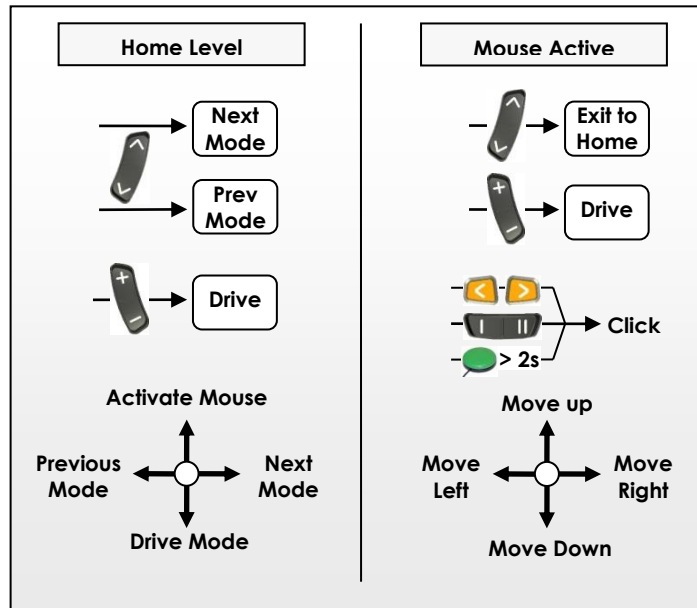 Home Level
Next
Mode
Prev
Mode
+
−
Drive
Activate Mouse
Previous
Mode
Next
Mode
Drive Mode
Mouse Active
Exit to
Home
+
−
Drive
< >
I II
Click
> 2s
Move up
Move
Left
Move
Right
Move Down